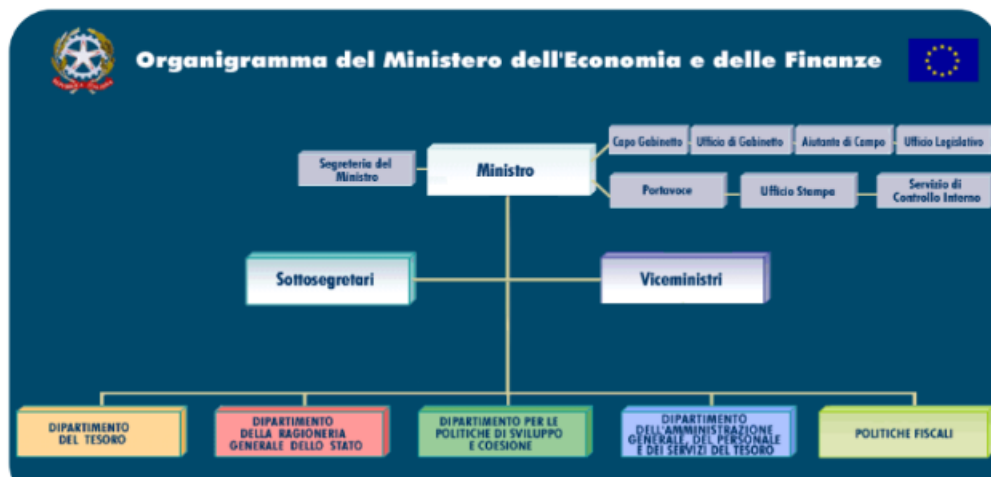 Organigramma del Ministero dell'Economia e delle Finanze
Capo Gabinetto
Ufficio di Gabinetto
Aiutante di Campo
Ufficio Legislativo
Segreteria del
Ministro
Ministro
Portavoce
Ufficio Stampa
Servizio di
Controllo Interno
Sottosegretari
Viceministri
DIPARTIMENTO
DEL TESORO
DIPARTIMENTO
DELLA RAGIONERIA
GENERALE DELLO STATO
DIPARTIMENTO PER LE
POLITICHE DI SVILUPPO
E COESIONE
DIPARTIMENTO
DELL'AMMINISTRAZIONE
GENERALE, DEL PERSONALE
E DEI SERVIZI DEL TESORO
POLITICHE FISCALI